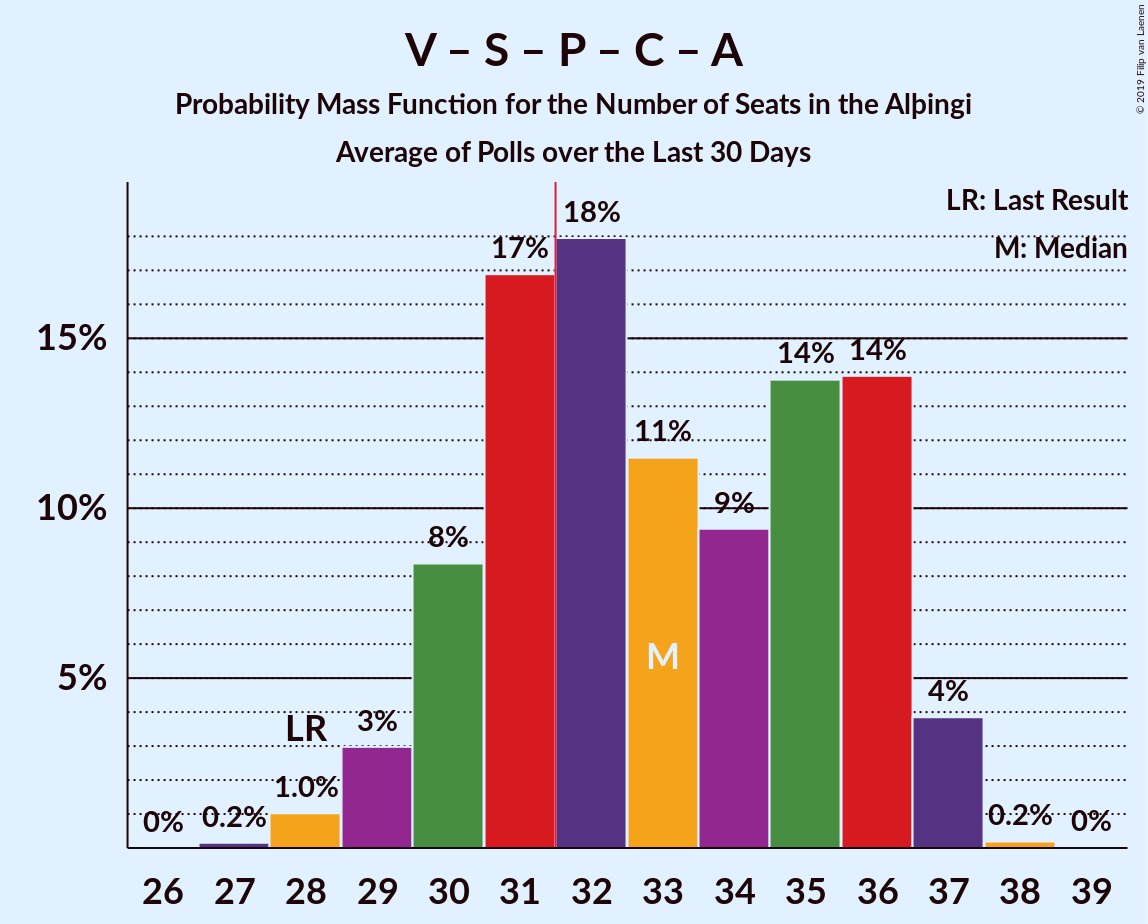 V – S – P – C – A
Probability Mass Function for the Number of Seats in the Alþingi
Average of Polls over the Last 30 Days
© 2019 Filip van Laenen
LR: Last Result
M: Median
15%
10%
5%
0%
0.2%
1.0%
LR
3%
8%
17%
18%
11%
M
9%
14%
14%
4%
0.2%
0%
26 27 28 29 30 31 32 33 34 35 36 37 38 39